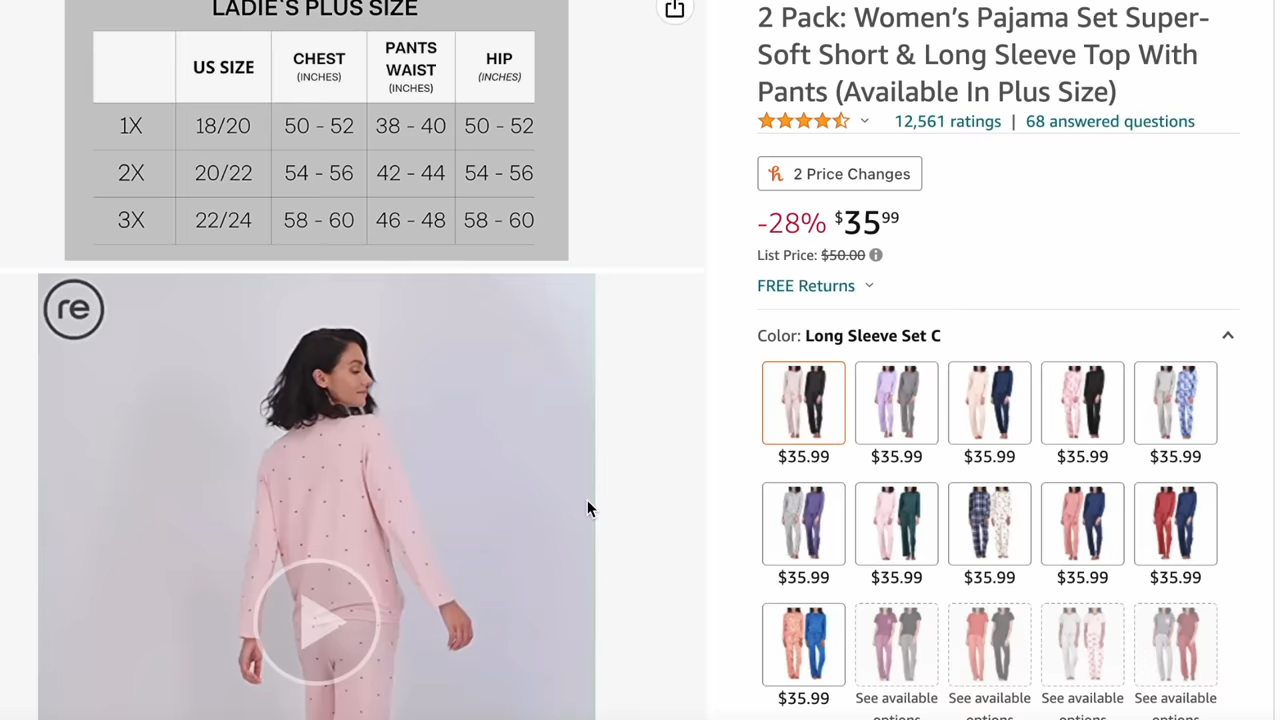 LADIE'S PLUS SIZE
US SIZE
CHEST
(INCHES)
PANTS
WAIST
(INCHES)
HIP
(INCHES)
1X 18/20 50 - 52 38 - 40 50 - 52
2X 20/22 54 - 56 42 - 44 54 - 56
3X 22/24 58 - 60 46 - 48 58 - 60
re
2 Pack: Women’s Pajama Set Super-
Soft Short & Long Sleeve Top With
Pants (Available In Plus Size)
12,561 ratings | 68 answered questions
2 Price Changes
-28% $35⁹⁹
List Price: $50.00
FREE Returns
Color: Long Sleeve Set C
$35.99 $35.99 $35.99 $35.99 $35.99
$35.99 $35.99 $35.99 $35.99 $35.99
$35.99 See available See available See available See available
options options options options